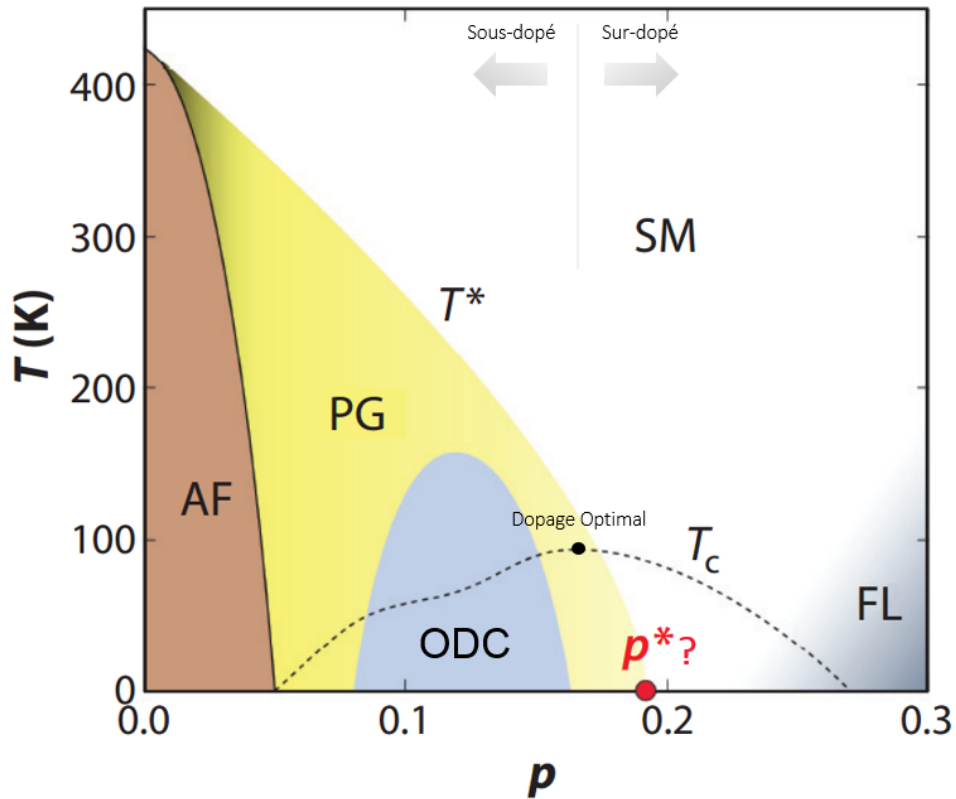 Sous-dopé Sur-dopé
400
300
200
100
0
T (K)
SM
T*
PG
AF
Dopage Optimal
Tc
FL
ODC
p*?
0.0 0.1 0.2 0.3
p